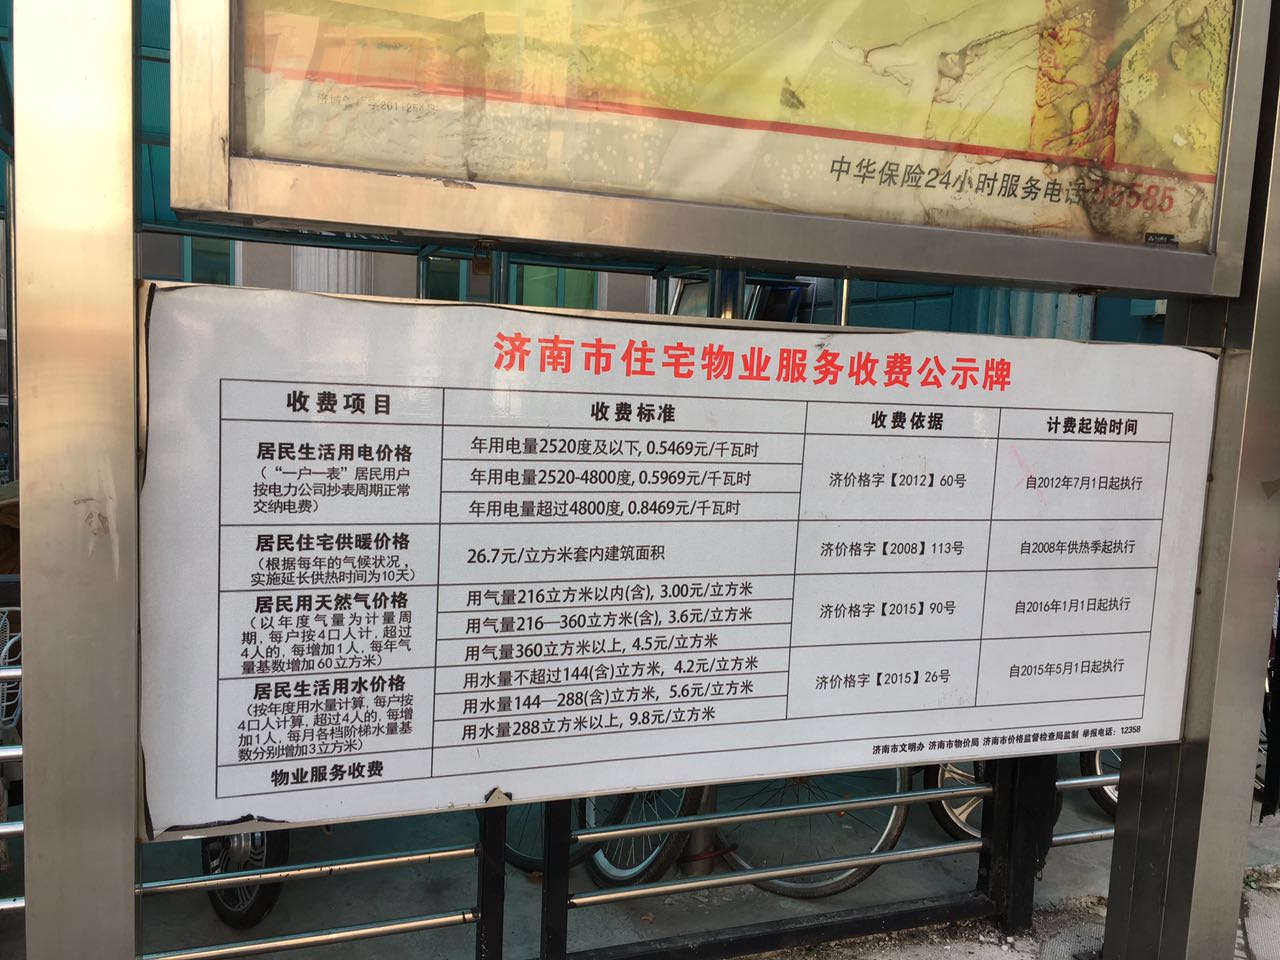 中华保险24小时服务电话
济南市住宅物业服务收费公示牌
收费项目
收费标准
收费依据
计费起始时间
居民生活用电价格
(“一户一表”居民用户
按电力公司抄表周期正常
交纳电费)
年用电量2520度及以下, 0.5469元/千瓦时
年用电量2520-4800度, 0.5969元/千瓦时
年用电量超过4800度, 0.8469元/千瓦时
济价格字【2012】60号
自2012年7月1日起执行
居民住宅供暖价格
(根据每年的气候状况,
实施延长供热时间为10天)
26.7元/立方米套内建筑面积
济价格字【2008】113号
自2008年供热季起执行
居民用天然气价格
(以年度气量为计量周
期, 每户按4口人计, 超过
4人的, 每增加1人, 每年气
量基数增加60立方米)
用气量216立方米以内(含), 3.00元/立方米
用气量216—360立方米(含), 3.6元/立方米
用气量360立方米以上, 4.5元/立方米
济价格字【2015】90号
自2016年1月1日起执行
居民生活用水价格
(按年度用水量计算, 每户按
4口人计算, 超过4人的, 每增
加1人, 每月各档阶梯水量基
数分别增加3立方米)
用水量不超过144(含)立方米, 4.2元/立方米
用水量144—288(含)立方米, 5.6元/立方米
用水量288立方米以上, 9.8元/立方米
济价格字【2015】26号
自2015年5月1日起执行
物业服务收费
济南市文明办 济南市物价局 济南市价格监督检查局监制 举报电话: 12358